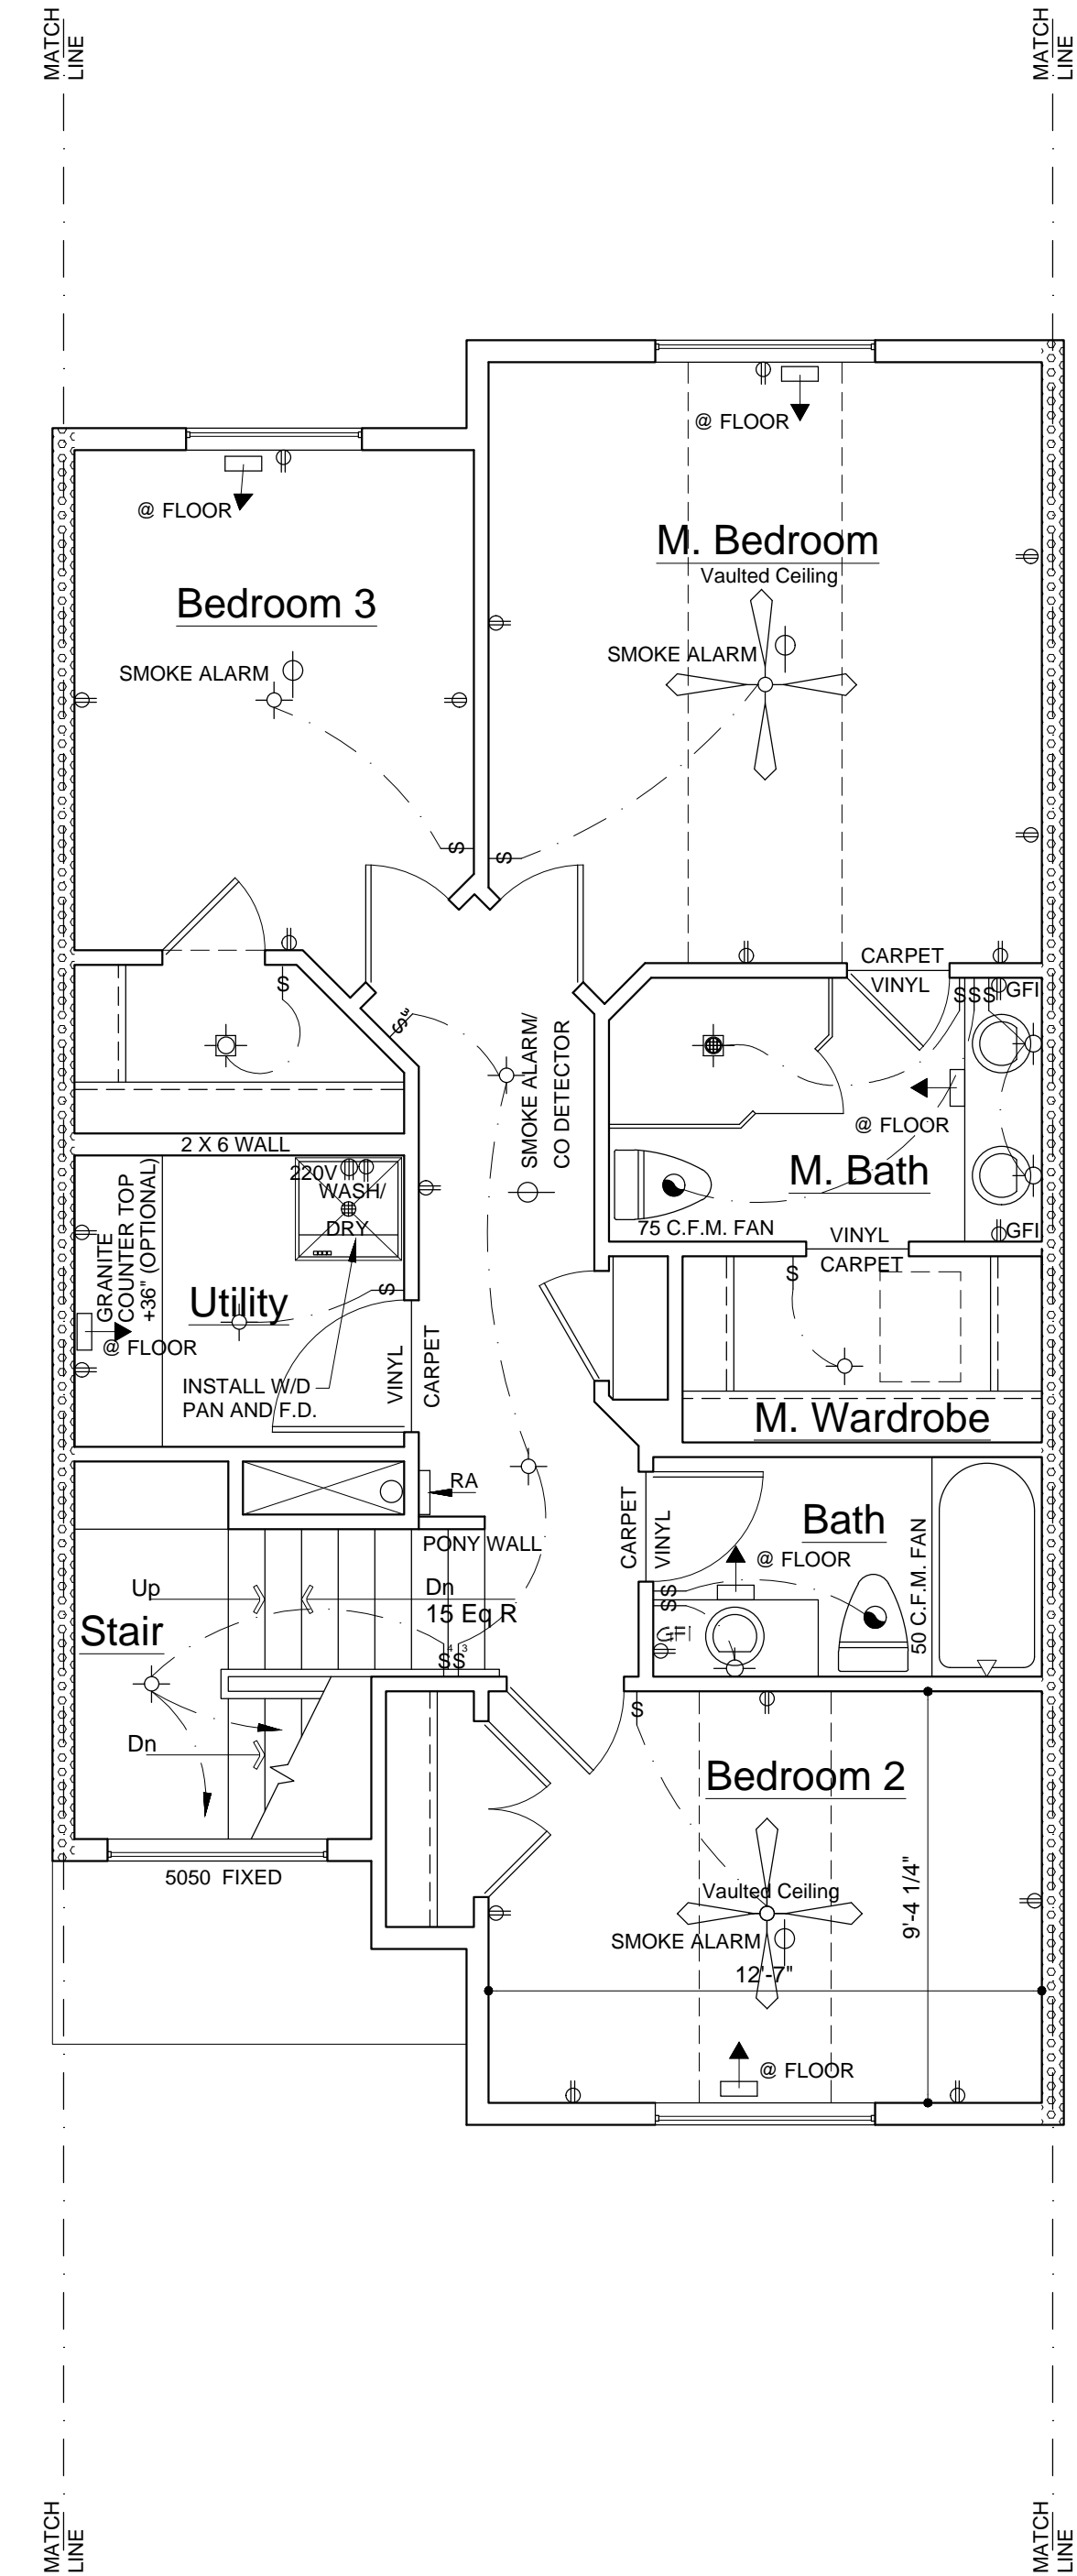 MATCH
LINE
MATCH
LINE
@ FLOOR
@ FLOOR
M. Bedroom
Vaulted Ceiling
Bedroom 3
SMOKE ALARM
SMOKE ALARM
S
S
CARPET
VINYL
S
SSS
GFI
S3
SMOKE ALARM/
CO DETECTOR
@ FLOOR
2 X 6 WALL
220V
WASH/
DRY
M. Bath
75 C.F.M. FAN
VINYL
CARPET
GFI
GRANITE
COUNTER TOP
+36" (OPTIONAL)
S
S
Utility
@ FLOOR
VINYL
CARPET
INSTALL W/D
PAN AND F.D.
M. Wardrobe
RA
PONY WALL
CARPET
VINYL
Bath
@ FLOOR
50 C.F.M. FAN
Up
Dn
15 Eq R
SS
GFI
Stair
S4S3
S
Dn
Bedroom 2
5050 FIXED
Vaulted Ceiling
9'-4 1/4"
SMOKE ALARM
12'-7"
@ FLOOR
MATCH
LINE
MATCH
LINE